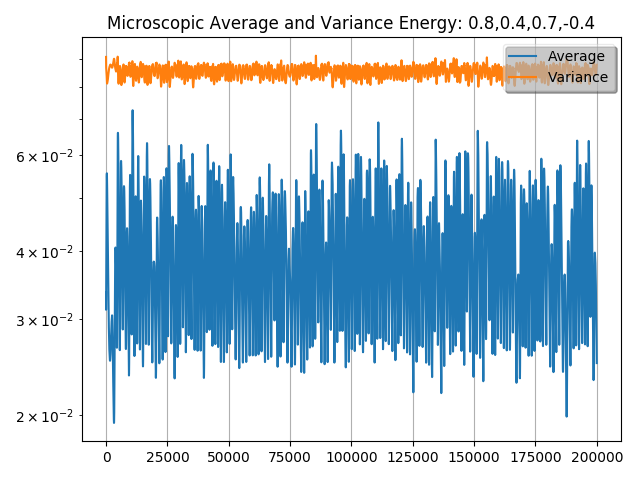 Microscopic Average and Variance Energy: 0.8,0.4,0.7,-0.4
Average
Variance
6 × 10⁻²
4 × 10⁻²
3 × 10⁻²
2 × 10⁻²
0 25000 50000 75000 100000 125000 150000 175000 200000